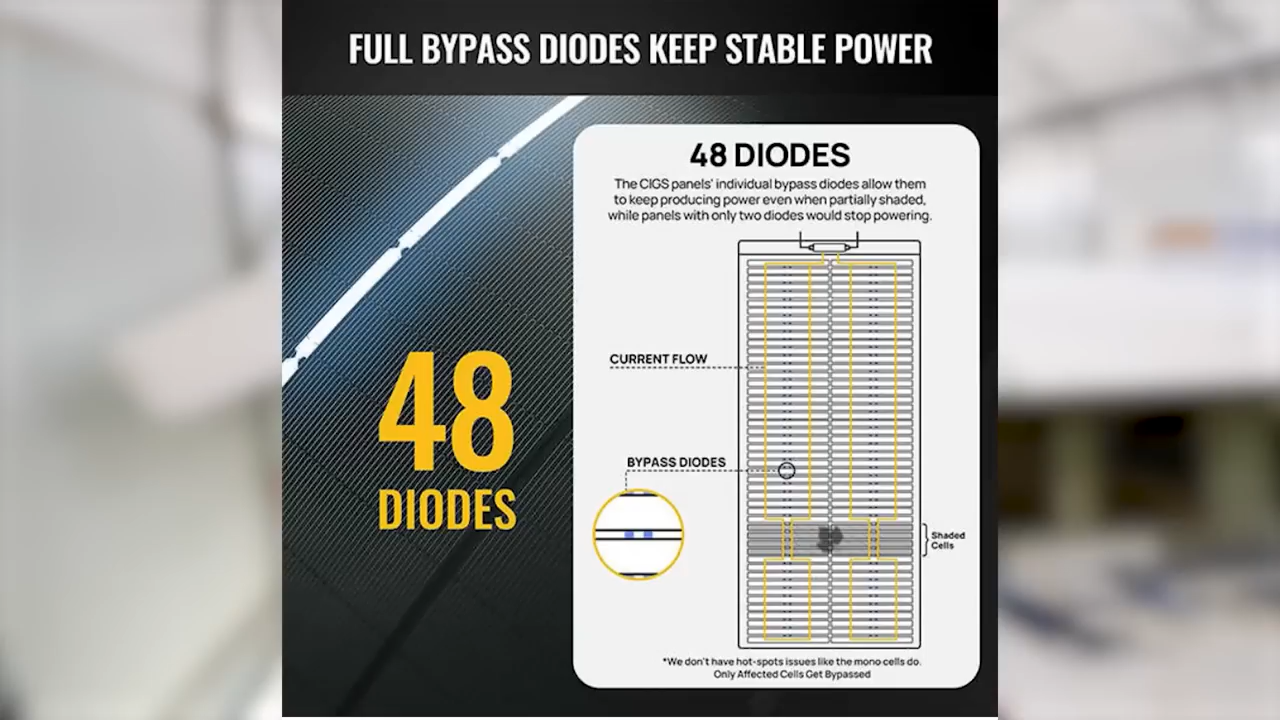 FULL BYPASS DIODES KEEP STABLE POWER
48
DIODES
48 DIODES
The CIGS panels' individual bypass diodes allow them
to keep producing power even when partially shaded,
while panels with only two diodes would stop powering.
CURRENT FLOW
BYPASS DIODES
Shaded
Cells
*We don't have hot-spots issues like the mono cells do.
Only Affected Cells Get Bypassed